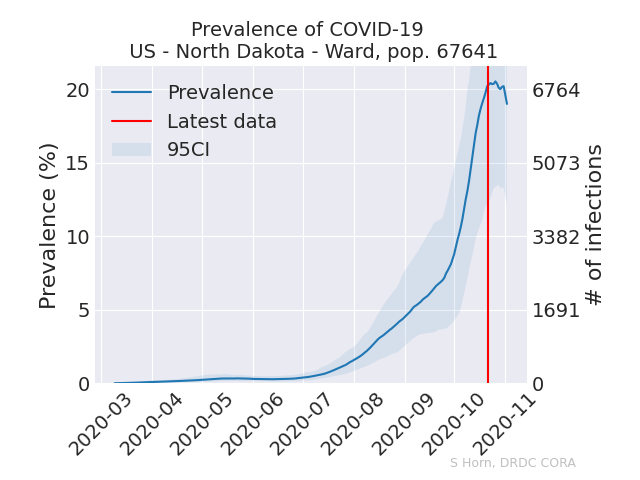 Prevalence of COVID-19
US - North Dakota - Ward, pop. 67641
Prevalence
Latest data
95CI
Prevalence (%)
20
15
10
5
0
6764
5073
3382
1691
0
# of infections
2020-03
2020-04
2020-05
2020-06
2020-07
2020-08
2020-09
2020-10
2020-11
S Horn, DRDC CORA